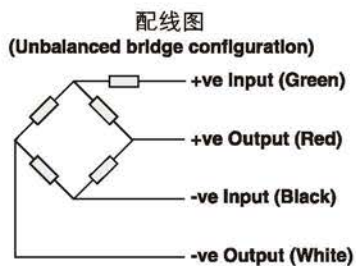 配线图
(Unbalanced bridge configuration)
+ve Input (Green)
+ve Output (Red)
-ve Input (Black)
-ve Output (White)